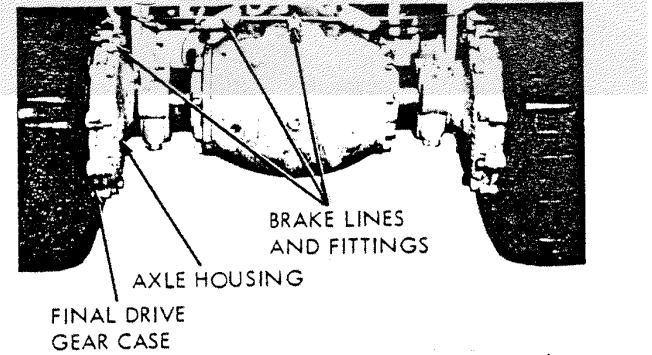 BRAKE LINES
AND FITTINGS
AXLE HOUSING
FINAL DRIVE
GEAR CASE